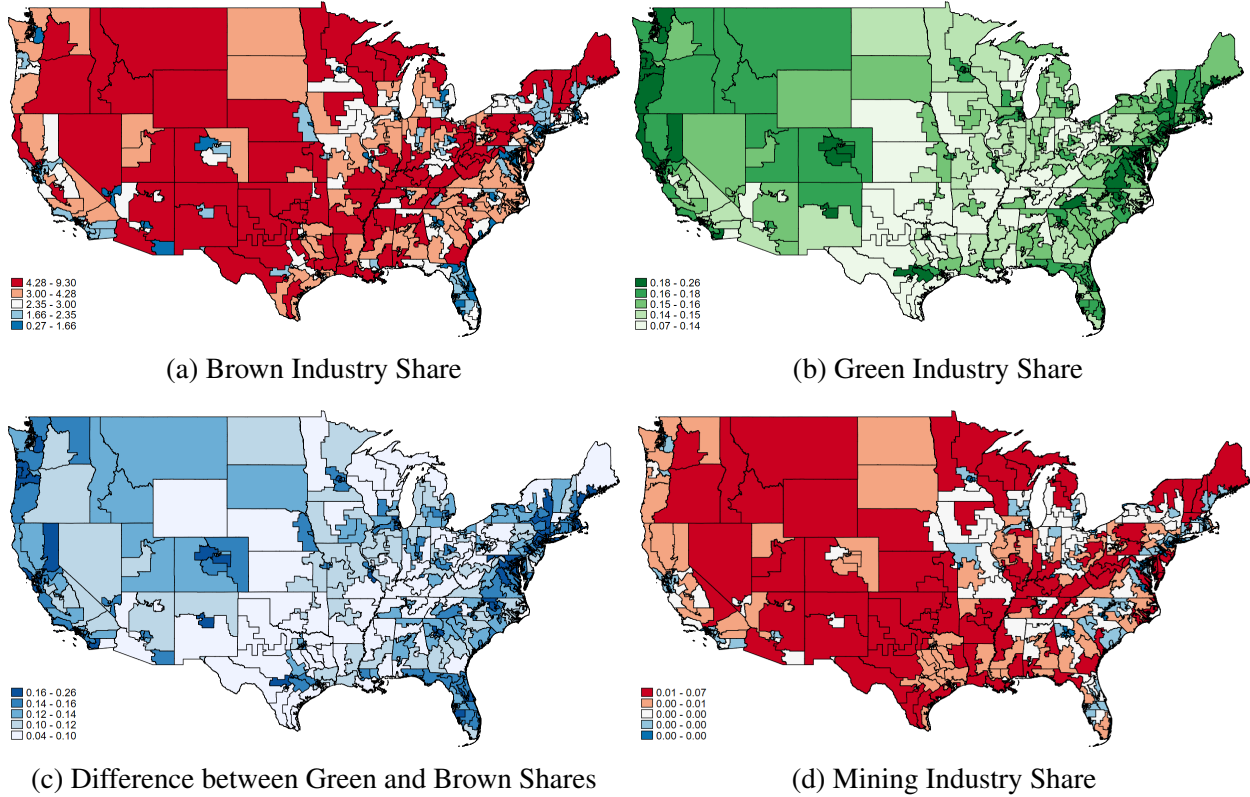 4.28 - 9.30
3.00 - 4.28
2.35 - 3.00
1.66 - 2.35
0.27 - 1.66
(a) Brown Industry Share
0.18 - 0.26
0.16 - 0.18
0.15 - 0.16
0.14 - 0.15
0.07 - 0.14
(b) Green Industry Share
0.16 - 0.26
0.14 - 0.16
0.12 - 0.14
0.10 - 0.12
0.04 - 0.10
(c) Difference between Green and Brown Shares
0.01 - 0.07
0.00 - 0.01
0.00 - 0.00
0.00 - 0.00
0.00 - 0.00
(d) Mining Industry Share